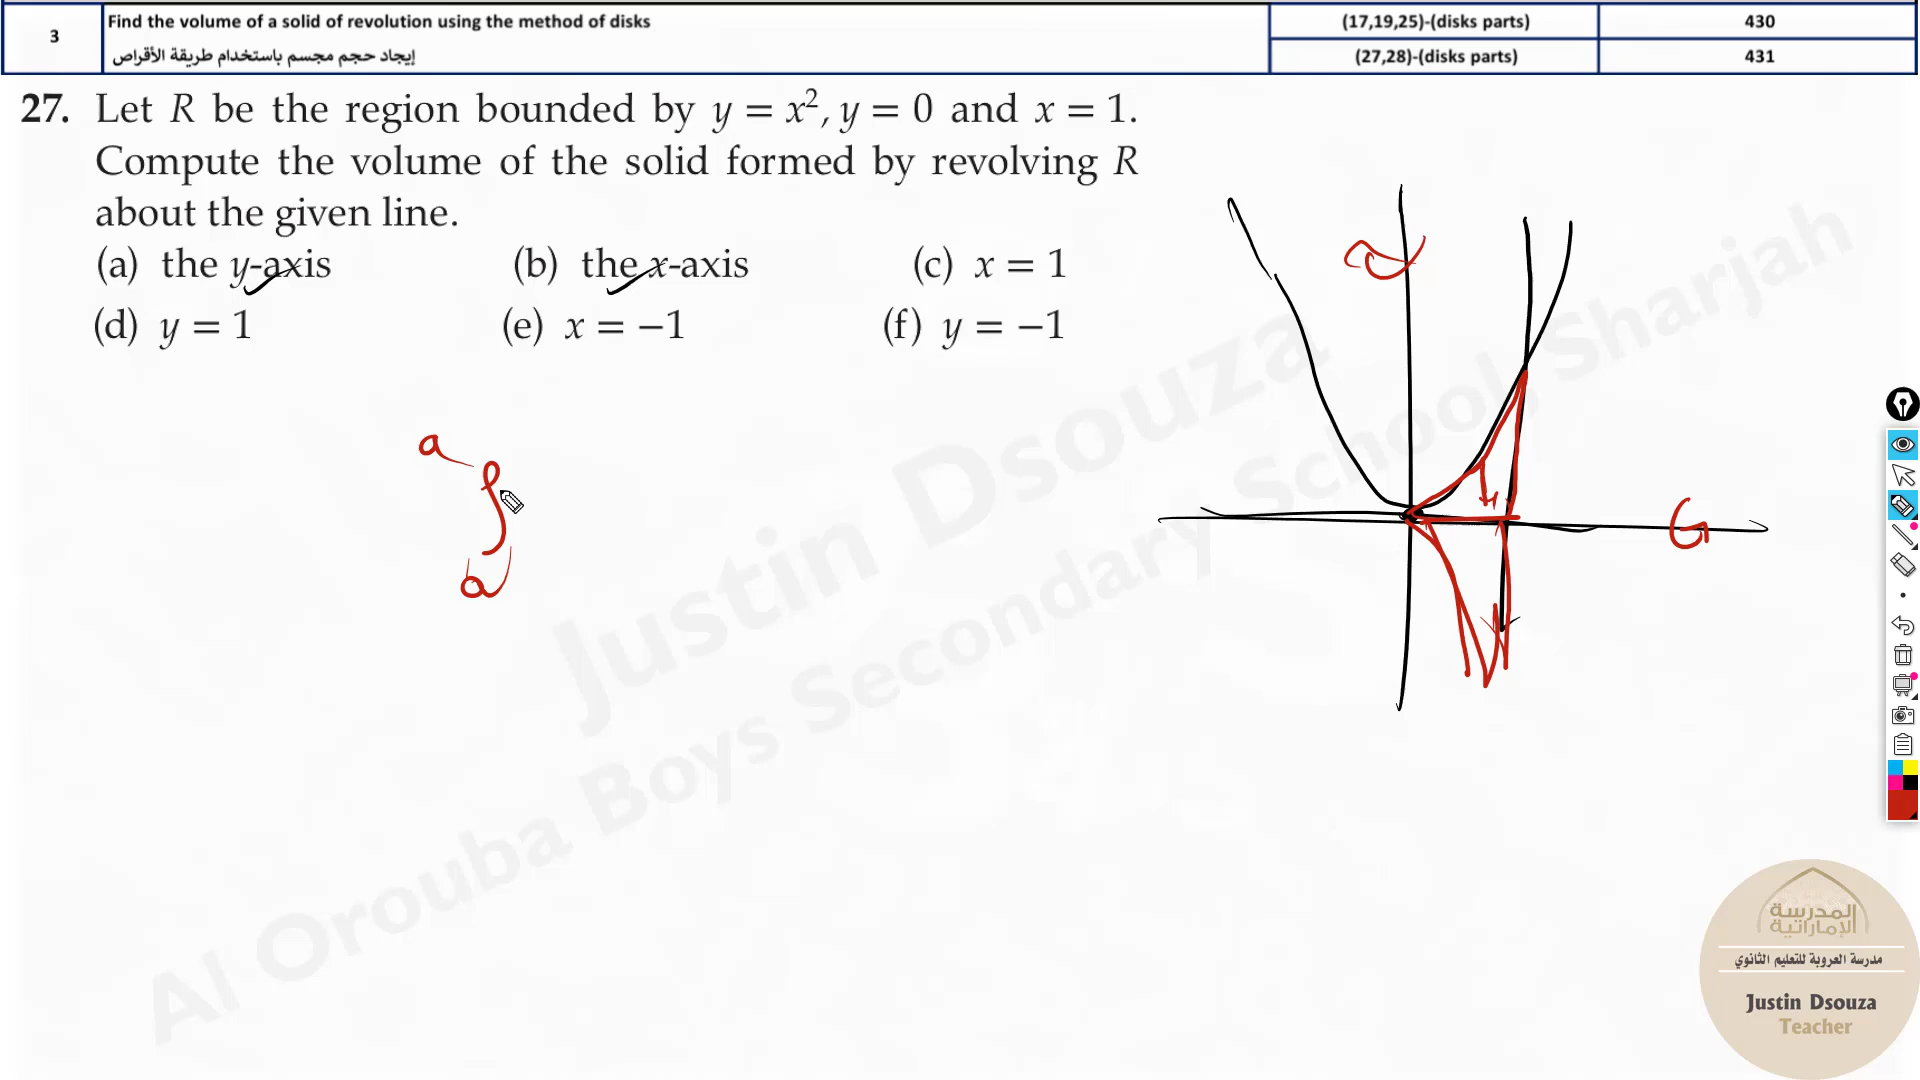 3
Find the volume of a solid of revolution using the method of disks
إيجاد حجم مجسم باستخدام طريقة الأقراص
(17,19,25)-(disks parts)
430
(27,28)-(disks parts)
431
27. Let R be the region bounded by y = x², y = 0 and x = 1.
Compute the volume of the solid formed by revolving R
about the given line.
(a) the y-axis (b) the x-axis (c) x = 1
(d) y = 1 (e) x = −1 (f) y = −1
a
a
Justin Dsouza
Al Orouba Boys Secondary School, Sharjah
المدرسة
الإماراتية
مدرسة العروبة للتعليم الثانوي
Justin Dsouza
Teacher